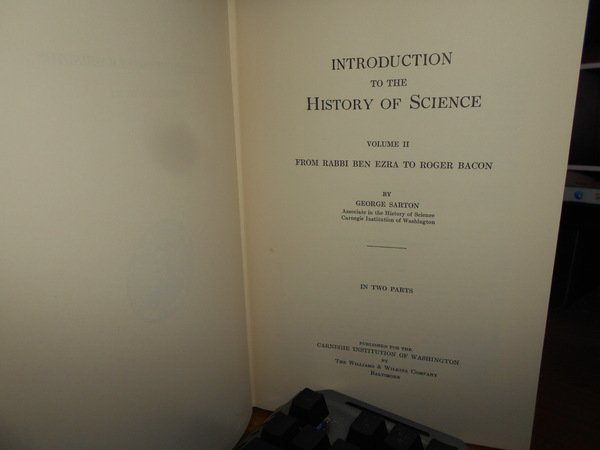 INTRODUCTION
TO THE
HISTORY OF SCIENCE
VOLUME II
FROM RABBI BEN EZRA TO ROGER BACON
BY
GEORGE SARTON
Associate in the History of Science
Carnegie Institution of Washington
IN TWO PARTS
PUBLISHED FOR THE
CARNEGIE INSTITUTION OF WASHINGTON
BY
THE WILLIAMS & WILKINS COMPANY
BALTIMORE